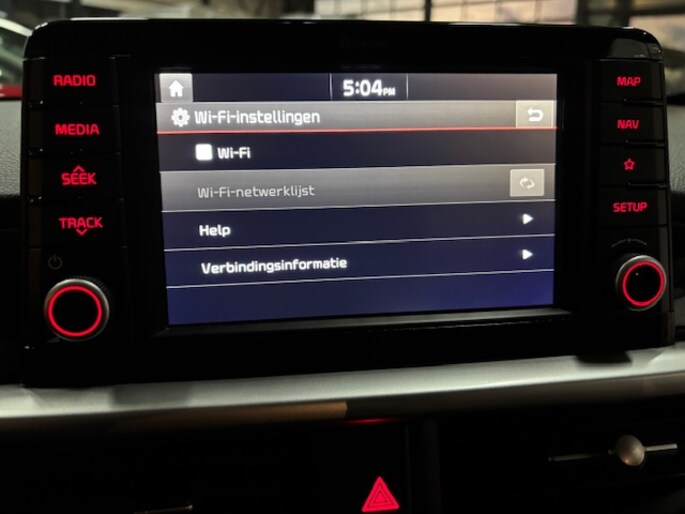 5:04PM
Wi-Fi-instellingen
Wi-Fi
Wi-Fi-netwerklijst
Help
Verbindingsinformatie
RADIO
MEDIA
SEEK
TRACK
MAP
NAV
SETUP